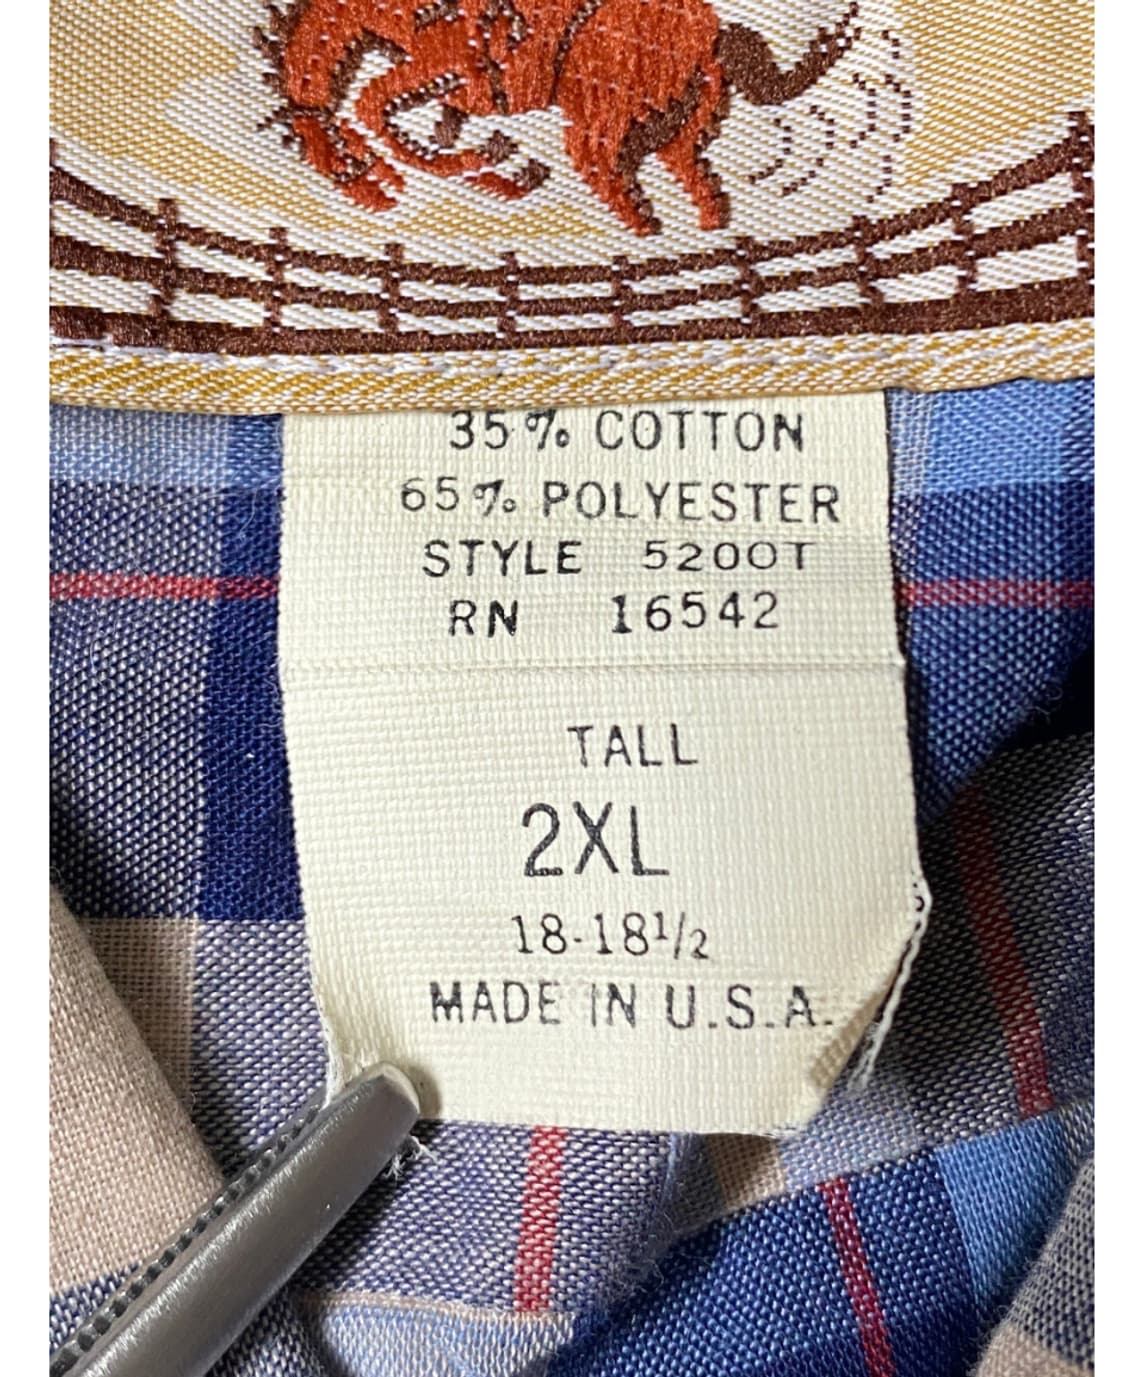 35% COTTON
65% POLYESTER
STYLE 5200T
RN 16542
TALL
2XL
18-18½
MADE IN U.S.A.